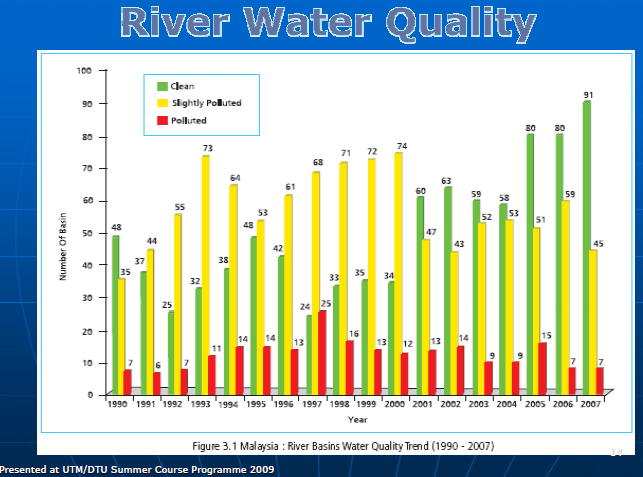 River Water Quality
100
90
80
70
60
50
40
30
20
10
0
Number Of Basin
Clean
Slightly Polluted
Polluted
48 35 7
37 44 6
25 55 7
32 73 11
38 64 14
48 53 14
42 61 13
24 68 25
33 71 16
35 72 13
34 74 12
60 47 13
63 43 14
59 52 9
58 53 9
80 51 15
80 59 8
91 45 7
1990 1991 1992 1993 1994 1995 1996 1997 1998 1999 2000 2001 2002 2003 2004 2005 2006 2007
Year
Figure 3.1 Malaysia : River Basins Water Quality Trend (1990 - 2007)
14
Presented at UTM/DTU Summer Course Programme 2009